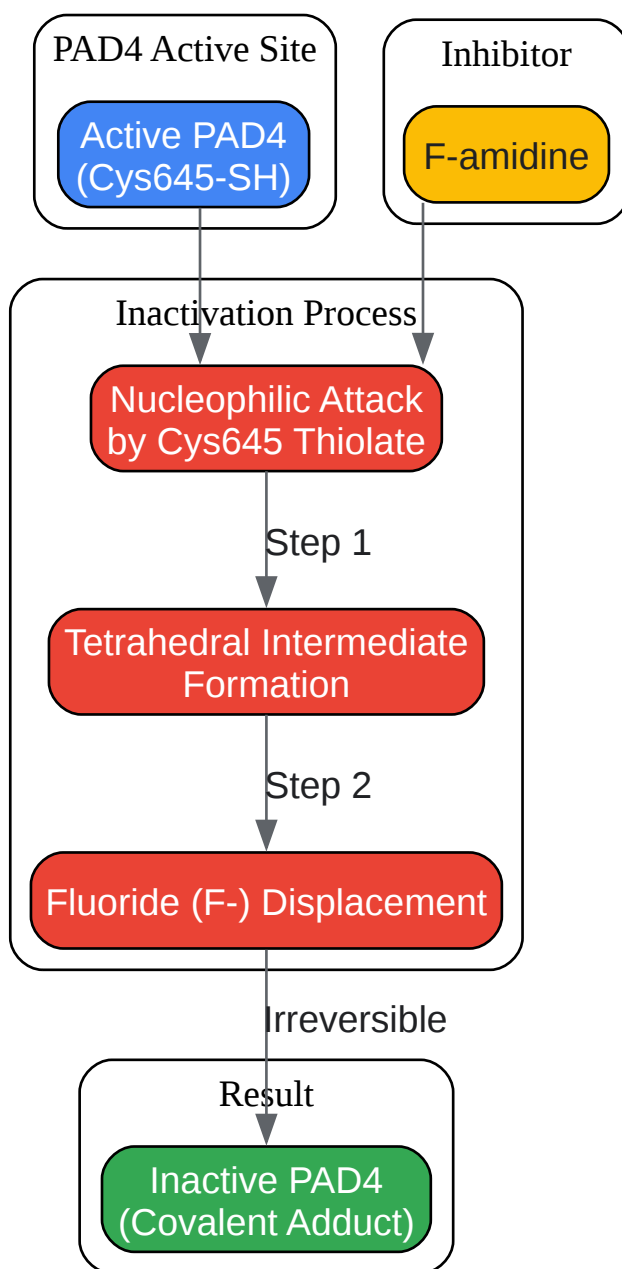 PAD4 Active Site
Active PAD4
(Cys645-SH)
Inhibitor
F-amidine
Inactivation Process
Nucleophilic Attack
by Cys645 Thiolate
Step 1
Tetrahedral Intermediate
Formation
Step 2
Fluoride (F-) Displacement
Irreversible
Result
Inactive PAD4
(Covalent Adduct)